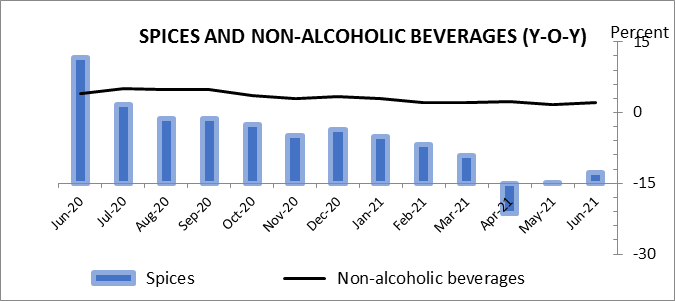 SPICES AND NON-ALCOHOLIC BEVERAGES (Y-O-Y)
Percent
15
0
-15
-30
Jun-20 Jul-20 Aug-20 Sep-20 Oct-20 Nov-20 Dec-20 Jan-21 Feb-21 Mar-21 Apr-21 May-21 Jun-21
Spices Non-alcoholic beverages